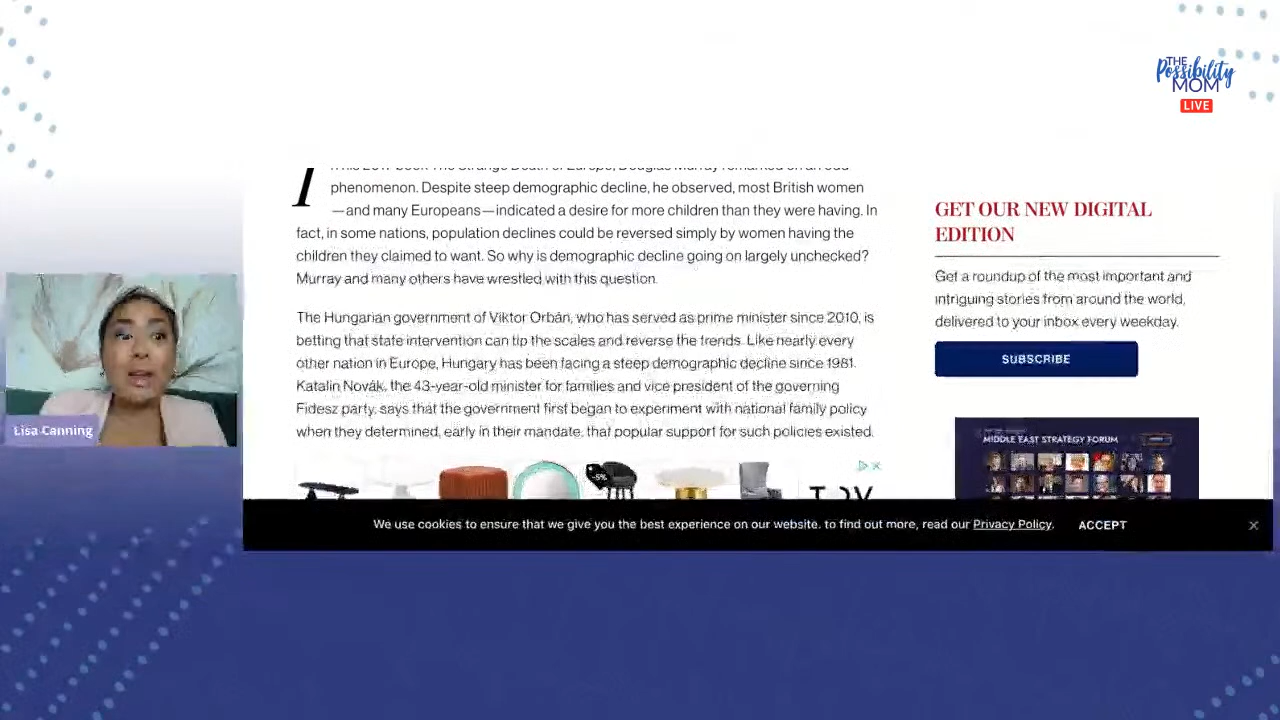 THE
Possibility
MOM
LIVE
I
phenomenon. Despite steep demographic decline, he observed, most British women
—and many Europeans—indicated a desire for more children than they were having. In
fact, in some nations, population declines could be reversed simply by women having the
children they claimed to want. So why is demographic decline going on largely unchecked?
Murray and many others have wrestled with this question.
The Hungarian government of Viktor Orbán, who has served as prime minister since 2010, is
betting that state intervention can tip the scales and reverse the trends. Like nearly every
other nation in Europe, Hungary has been facing a steep demographic decline since 1981.
Katalin Novák, the 43-year-old minister for families and vice president of the governing
Fidesz party, says that the government first began to experiment with national family policy
when they determined, early in their mandate, that popular support for such policies existed.
-5%
GET OUR NEW DIGITAL
EDITION
Get a roundup of the most important and
intriguing stories from around the world,
delivered to your inbox every weekday.
SUBSCRIBE
MIDDLE EAST STRATEGY FORUM
Lisa Canning
We use cookies to ensure that we give you the best experience on our website. to find out more, read our Privacy Policy. ACCEPT